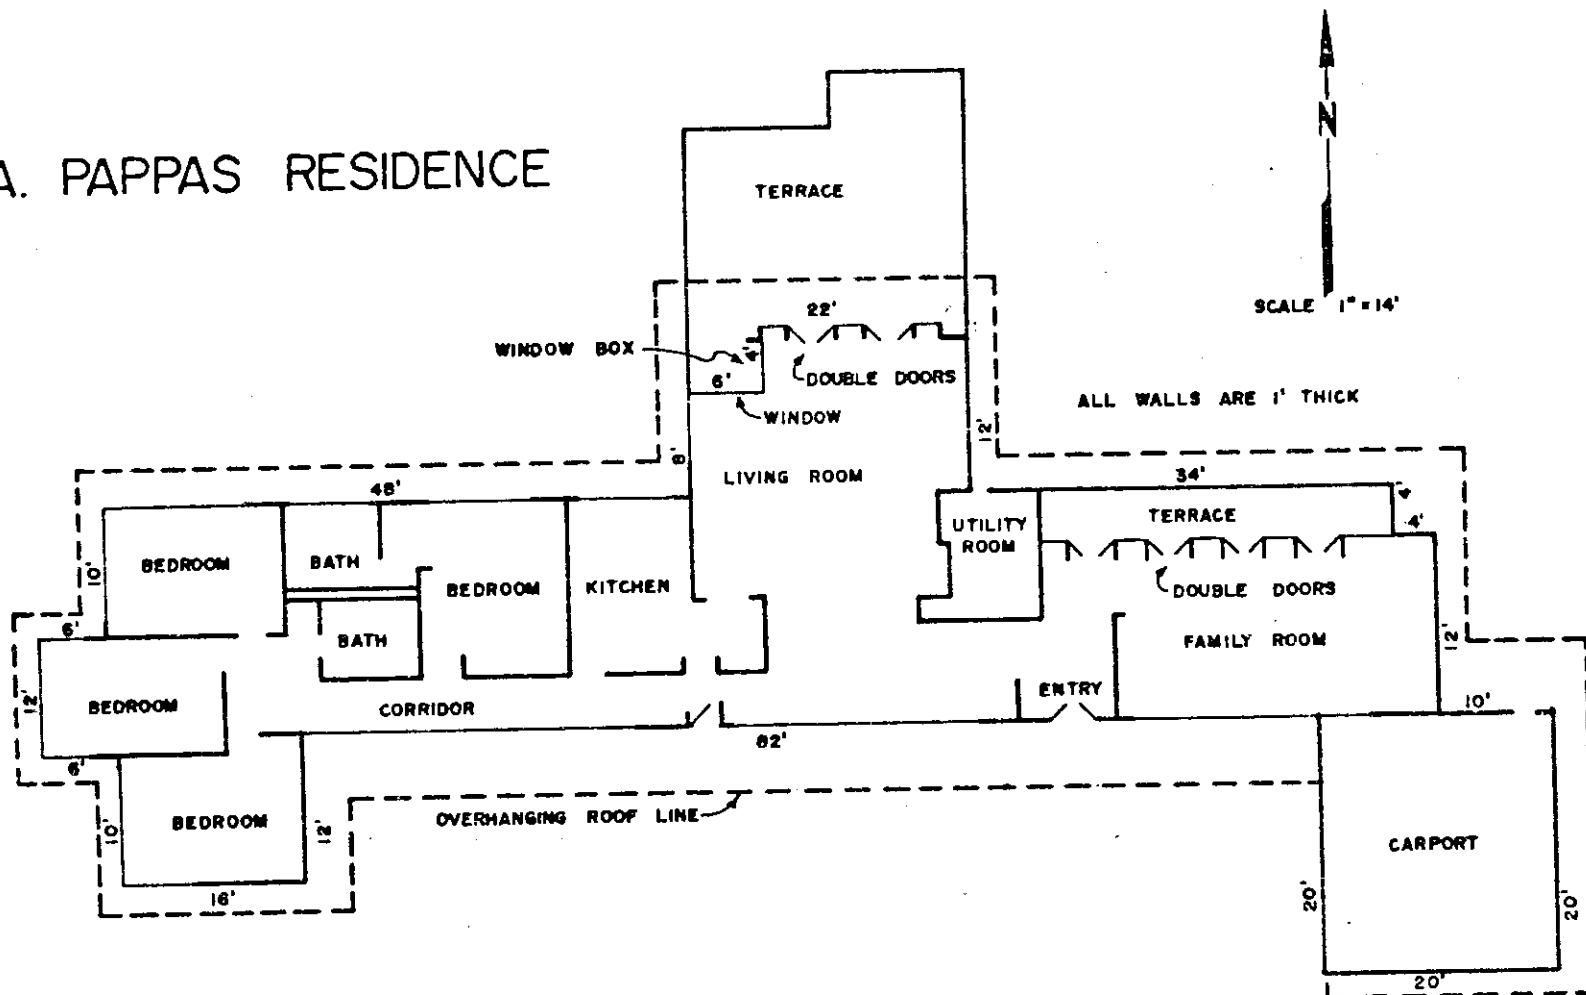 A. PAPPAS RESIDENCE
N
SCALE 1" = 14'
ALL WALLS ARE 1' THICK
TERRACE
22'
WINDOW BOX
4'
6'
DOUBLE DOORS
WINDOW
8'
12'
LIVING ROOM
48'
34'
4'
4'
TERRACE
UTILITY
ROOM
DOUBLE DOORS
FAMILY ROOM
12'
10'
BEDROOM
BATH
BEDROOM
KITCHEN
BATH
6'
12'
BEDROOM
CORRIDOR
ENTRY
10'
82'
6'
10'
BEDROOM
12'
16'
OVERHANGING ROOF LINE
CARPORT
20'
20'
20'